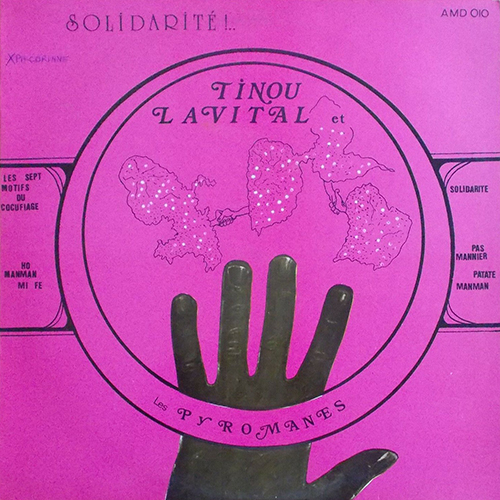 SOLIDARITÉ!..
AMD 010
TINOU
LAVITAL et
LES SEPT
MOTIFS
DU
COCUFIAGE
HO
MANMAN
MI FE
SOLIDARITE
PAS
MANNIER
PATATE
MANMAN
Les PYROMANES